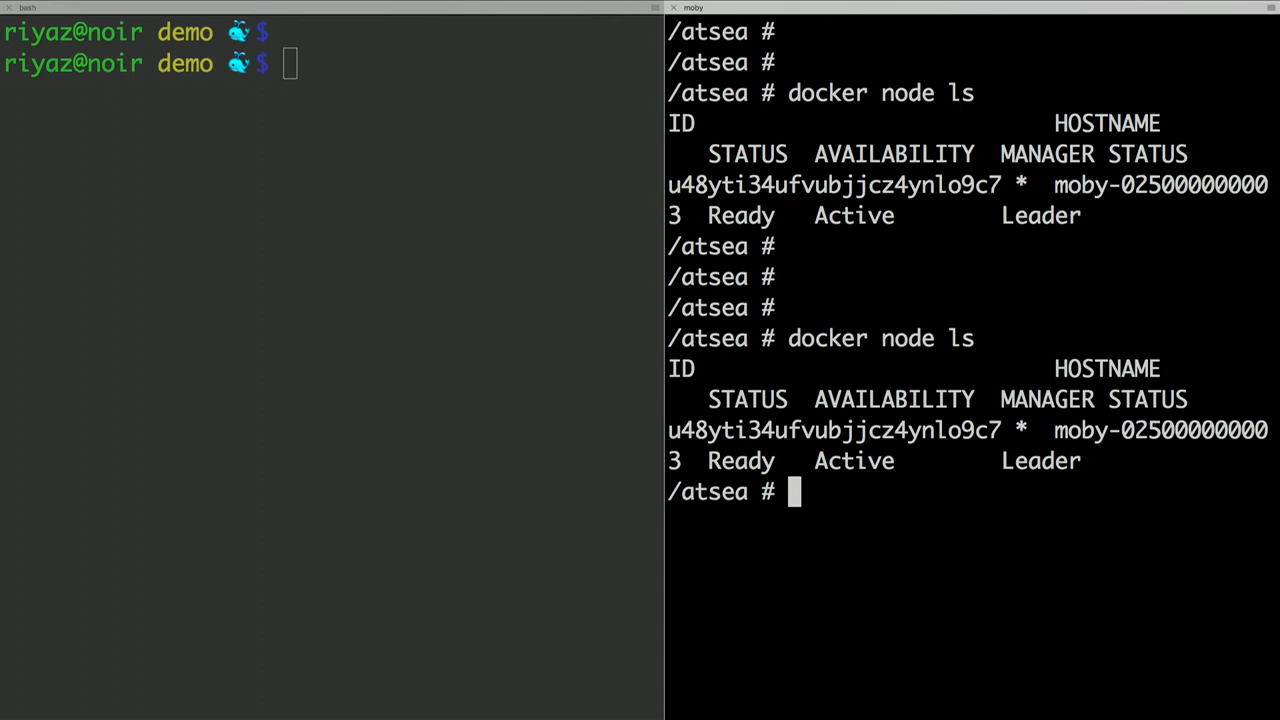 bash
riyaz@noir demo 🐳$
riyaz@noir demo 🐳$
moby
/atsea #
/atsea #
/atsea # docker node ls
ID HOSTNAME
STATUS AVAILABILITY MANAGER STATUS
u48yti34ufvubjjcz4ynlo9c7 * moby-02500000000
3 Ready Active Leader
/atsea #
/atsea #
/atsea #
/atsea # docker node ls
ID HOSTNAME
STATUS AVAILABILITY MANAGER STATUS
u48yti34ufvubjjcz4ynlo9c7 * moby-02500000000
3 Ready Active Leader
/atsea #